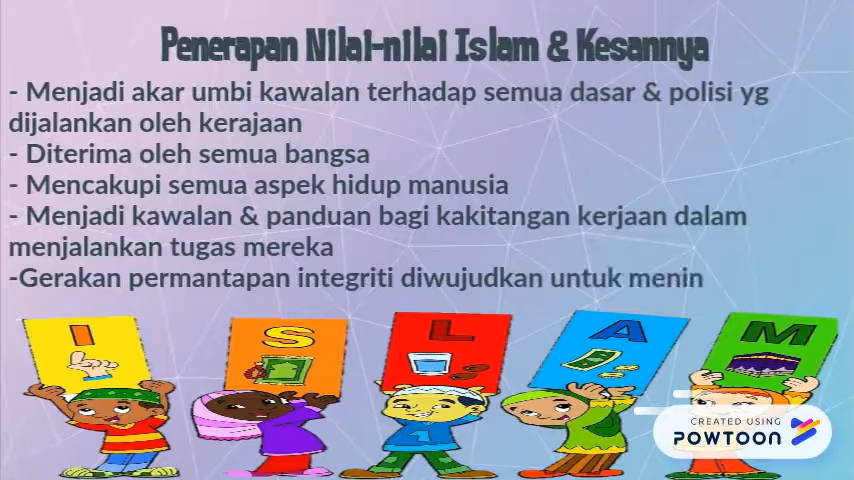 Penerapan Nilai-nilai Islam & Kesannya
- Menjadi akar umbi kawalan terhadap semua dasar & polisi yg
dijalankan oleh kerajaan
- Diterima oleh semua bangsa
- Mencakupi semua aspek hidup manusia
- Menjadi kawalan & panduan bagi kakitangan kerjaan dalam
menjalankan tugas mereka
-Gerakan permantapan integriti diwujudkan untuk menin
I S L A M
CREATED USING
POWTOON